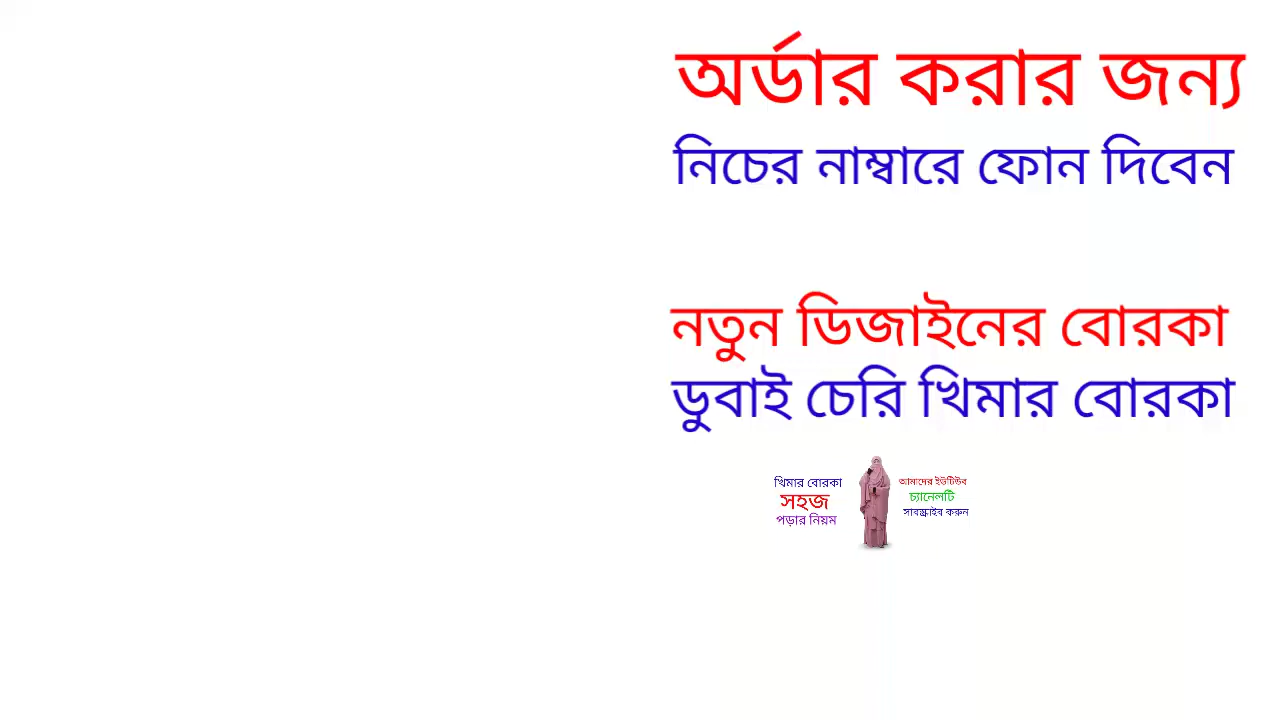 অর্ডার করার জন্য
নিচের নাম্বারে ফোন দিবেন
নতুন ডিজাইনের বোরকা
ডুবাই চেরি খিমার বোরকা
খিমার বোরকা
সহজ
পড়ার নিয়ম
আমাদের ইউটিউব
চ্যানেলটি
সাবস্ক্রাইব করুন